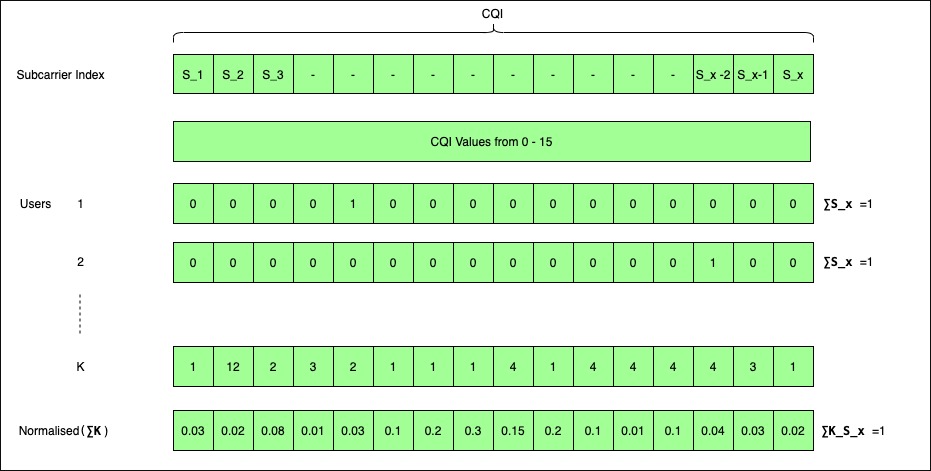 CQI
Subcarrier Index S_1 S_2 S_3 - - - - - - - - - - S_x -2 S_x-1 S_x
CQI Values from 0 - 15
Users 1 0 0 0 0 1 0 0 0 0 0 0 0 0 0 0 0 ∑S_x =1
2 0 0 0 0 0 0 0 0 0 0 0 0 0 1 0 0 ∑S_x =1
K 1 12 2 3 2 1 1 1 4 1 4 4 4 4 3 1
Normalised(∑K) 0.03 0.02 0.08 0.01 0.03 0.1 0.2 0.3 0.15 0.2 0.1 0.01 0.1 0.04 0.03 0.02 ∑K_S_x =1